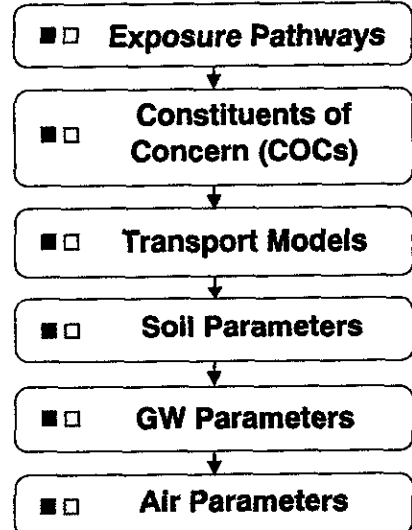 Exposure Pathways
Constituents of
Concern (COCs)
Transport Models
Soil Parameters
GW Parameters
Air Parameters